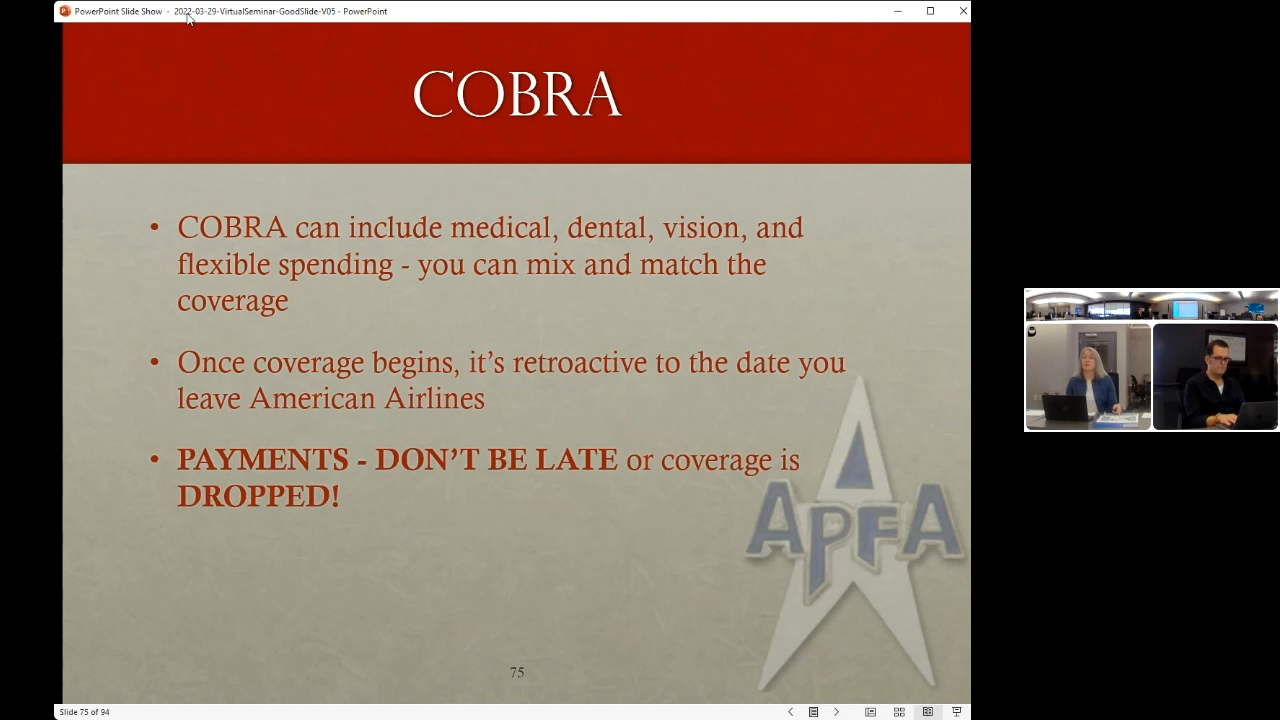 PowerPoint Slide Show - 2022-03-29-VirtualSeminar-GoodSlide-V05 - PowerPoint
COBRA
• COBRA can include medical, dental, vision, and
flexible spending - you can mix and match the
coverage
• Once coverage begins, it's retroactive to the date you
leave American Airlines
• PAYMENTS - DON'T BE LATE or coverage is
DROPPED!
APFA
75
Slide 75 of 94